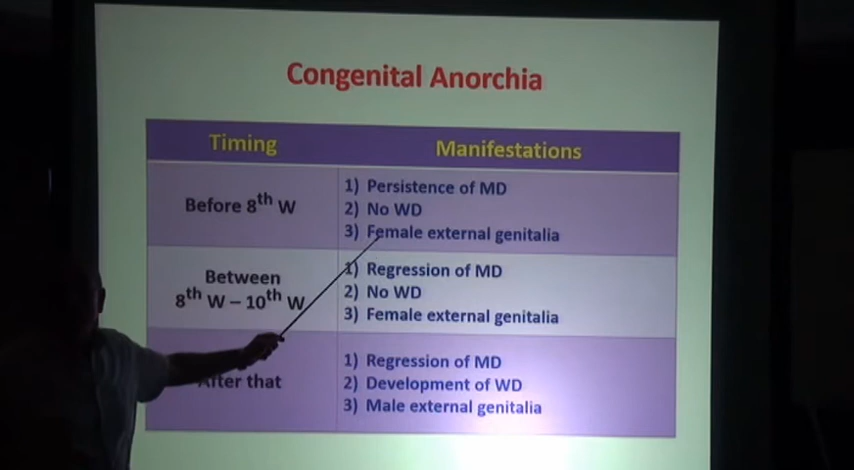 Congenital Anorchia
Timing
Manifestations
Before 8th W
1) Persistence of MD
2) No WD
3) Female external genitalia
Between
8th W – 10th W
1) Regression of MD
2) No WD
3) Female external genitalia
After that
1) Regression of MD
2) Development of WD
3) Male external genitalia